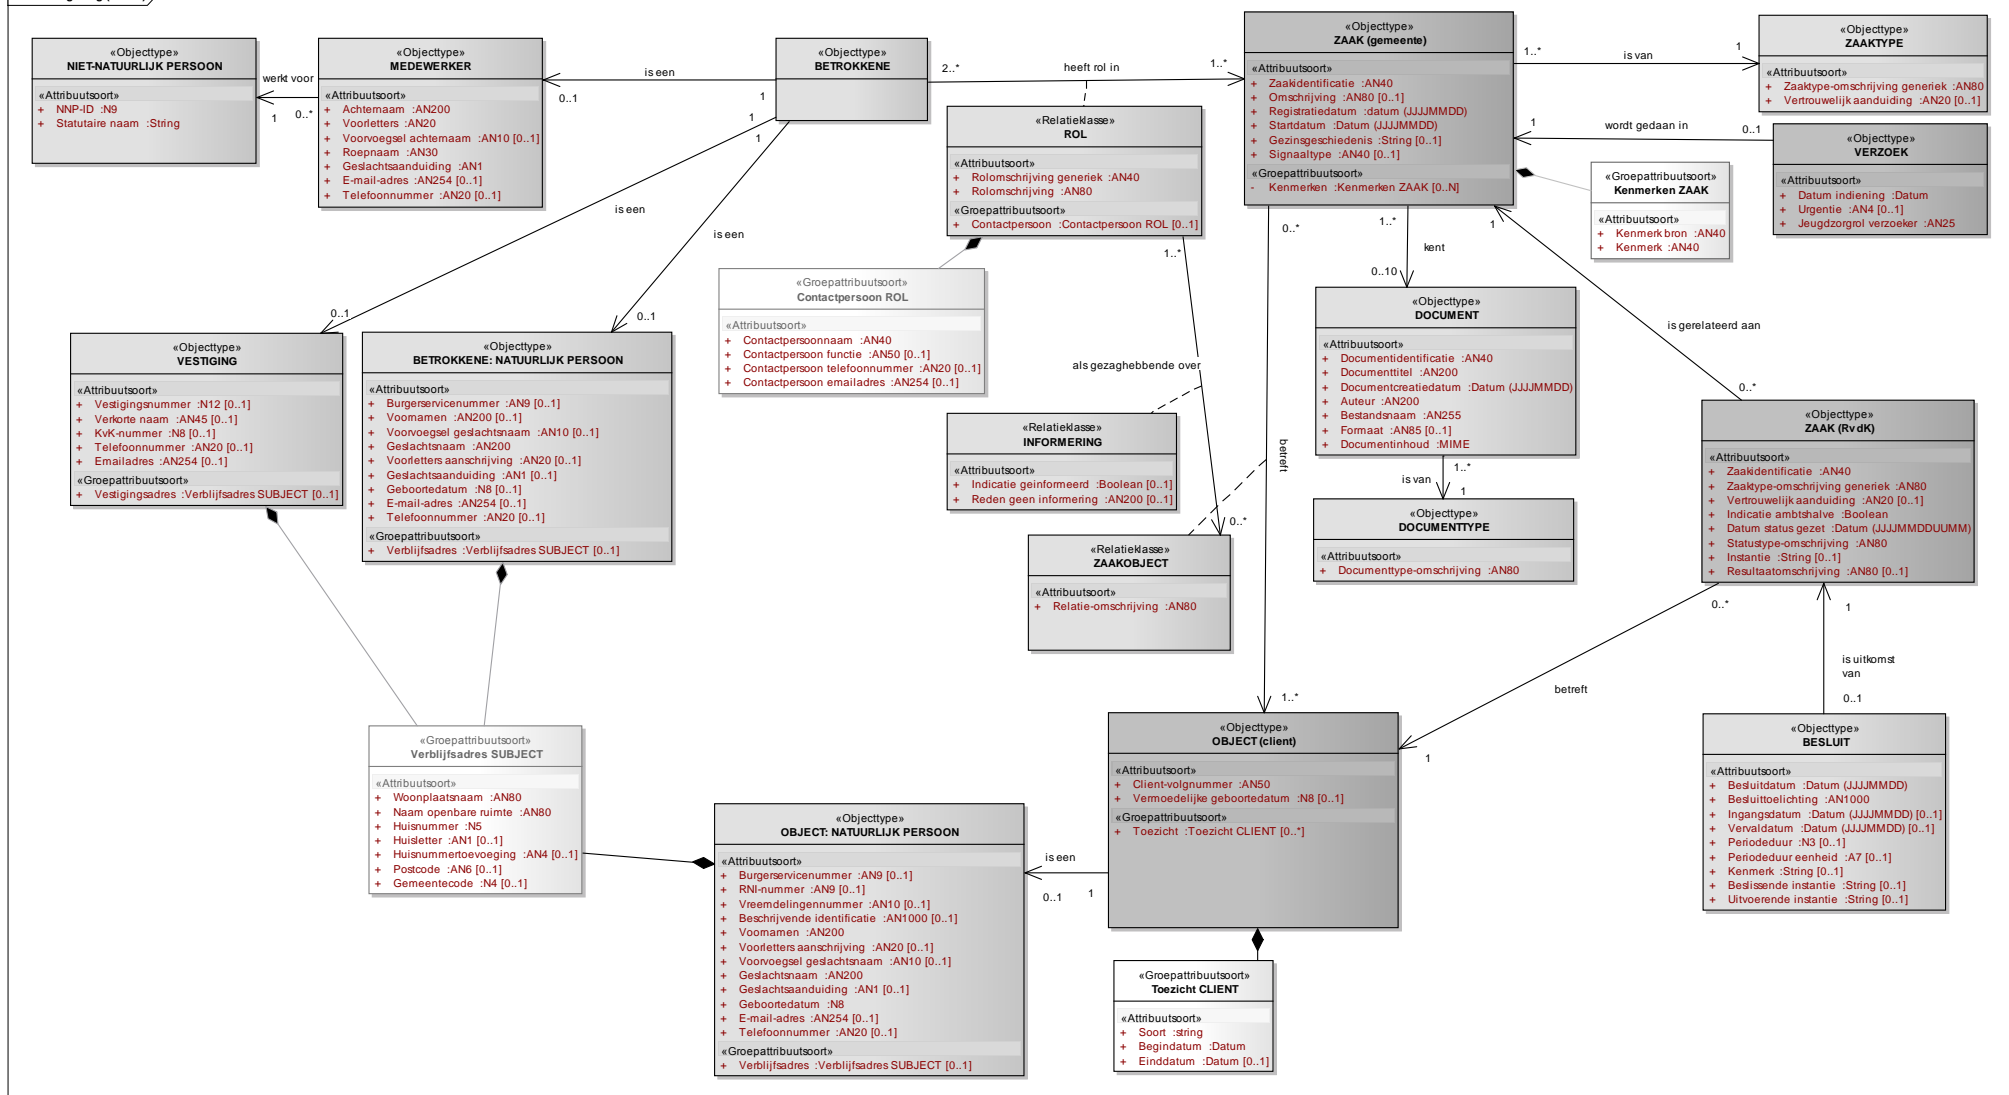 «Objecttype»
NIET-NATUURLIJK PERSOON
«Attribuutsoort»
+ NNP-ID :N9
+ Statutaire naam :String
werkt voor
1
0..*
«Objecttype»
MEDEWERKER
«Attribuutsoort»
+ Achternaam :AN200
+ Voorletters :AN20
+ Voorvoegsel achternaam :AN10 [0..1]
+ Roepnaam :AN30
+ Geslachtsaanduiding :AN1
+ E-mail-adres :AN254 [0..1]
+ Telefoonnummer :AN20 [0..1]
is een
0..1
1
«Objecttype»
BETROKKENE
1
1
is een
is een
0..1
0..1
2..*
heeft rol in
1..*
«Relatieklasse»
ROL
«Attribuutsoort»
+ Rolomschrijving generiek :AN40
+ Rolomschrijving :AN80
«Groepattribuutsoort»
+ Contactpersoon :Contactpersoon ROL [0..1]
«Objecttype»
ZAAK (gemeente)
«Attribuutsoort»
+ Zaakidentificatie :AN40
+ Omschrijving :AN80 [0..1]
+ Registratiedatum :datum (JJJJMMDD)
+ Startdatum :Datum (JJJJMMDD)
+ Gezinsgeschiedenis :String [0..1]
+ Signaaltype :AN40 [0..1]
«Groepattribuutsoort»
- Kenmerken :Kenmerken ZAAK [0..N]
1..*
is van
1
«Objecttype»
ZAAKTYPE
«Attribuutsoort»
+ Zaaktype-omschrijving generiek :AN80
+ Vertrouwelijk aanduiding :AN20 [0..1]
1
wordt gedaan in
0..1
«Objecttype»
VERZOEK
«Attribuutsoort»
+ Datum indiening :Datum
+ Urgentie :AN4 [0..1]
+ Jeugdzorgrol verzoeker :AN25
«Groepattribuutsoort»
Kenmerken ZAAK
«Attribuutsoort»
+ Kenmerk bron :AN40
+ Kenmerk :AN40
0..*
1..*
kent
0..10
1
is gerelateerd aan
0..*
1..*
als gezaghebbende over
0..*
betreft
1..*
«Groepattribuutsoort»
Contactpersoon ROL
«Attribuutsoort»
+ Contactpersoonnaam :AN40
+ Contactpersoon functie :AN50 [0..1]
+ Contactpersoon telefoonnummer :AN20 [0..1]
+ Contactpersoon emailadres :AN254 [0..1]
«Objecttype»
VESTIGING
«Attribuutsoort»
+ Vestigingsnummer :N12 [0..1]
+ Verkorte naam :AN45 [0..1]
+ KvK-nummer :N8 [0..1]
+ Telefoonnummer :AN20 [0..1]
+ Emailadres :AN254 [0..1]
«Groepattribuutsoort»
+ Vestigingsadres :Verblijfsadres SUBJECT [0..1]
«Objecttype»
BETROKKENE: NATUURLIJK PERSOON
«Attribuutsoort»
+ Burgerservicenummer :AN9 [0..1]
+ Voornamen :AN200 [0..1]
+ Voorvoegsel geslachtsnaam :AN10 [0..1]
+ Geslachtsnaam :AN200
+ Voorletters aanschrijving :AN20 [0..1]
+ Geslachtsaanduiding :AN1 [0..1]
+ Geboortedatum :N8 [0..1]
+ E-mail-adres :AN254 [0..1]
+ Telefoonnummer :AN20 [0..1]
«Groepattribuutsoort»
+ Verblijfsadres :Verblijfsadres SUBJECT [0..1]
«Relatieklasse»
INFORMERING
«Attribuutsoort»
+ Indicatie geinformeerd :Boolean [0..1]
+ Reden geen informering :AN200 [0..1]
«Relatieklasse»
ZAAKOBJECT
«Attribuutsoort»
+ Relatie-omschrijving :AN80
«Objecttype»
DOCUMENT
«Attribuutsoort»
+ Documentidentificatie :AN40
+ Documenttitel :AN200
+ Documentcreatiedatum :Datum (JJJJMMDD)
+ Auteur :AN200
+ Bestandsnaam :AN255
+ Formaat :AN85 [0..1]
+ Documentinhoud :MIME
1..*
is van
1
«Objecttype»
DOCUMENTTYPE
«Attribuutsoort»
+ Documenttype-omschrijving :AN80
«Objecttype»
ZAAK (RvdK)
«Attribuutsoort»
+ Zaakidentificatie :AN40
+ Zaaktype-omschrijving generiek :AN80
+ Vertrouwelijk aanduiding :AN20 [0..1]
+ Indicatie ambtshalve :Boolean
+ Datum status gezet :Datum (JJJJMMDDUUMM)
+ Statustype-omschrijving :AN80
+ Instantie :String [0..1]
+ Resultaatomschrijving :AN80 [0..1]
0..*
betreft
1
1
is uitkomst
van
0..1
«Objecttype»
BESLUIT
«Attribuutsoort»
+ Besluitdatum :Datum (JJJJMMDD)
+ Besluittoelichting :AN1000
+ Ingangsdatum :Datum (JJJJMMDD) [0..1]
+ Vervaldatum :Datum (JJJJMMDD) [0..1]
+ Periodeduur :N3 [0..1]
+ Periodeduur eenheid :A7 [0..1]
+ Kenmerk :String [0..1]
+ Beslissende instantie :String [0..1]
+ Uitvoerende instantie :String [0..1]
«Groepattribuutsoort»
Verblijfsadres SUBJECT
«Attribuutsoort»
+ Woonplaatsnaam :AN80
+ Naam openbare ruimte :AN80
+ Huisnummer :N5
+ Huisletter :AN1 [0..1]
+ Huisnummertoevoeging :AN4 [0..1]
+ Postcode :AN6 [0..1]
+ Gemeentecode :N4 [0..1]
«Objecttype»
OBJECT: NATUURLIJK PERSOON
«Attribuutsoort»
+ Burgerservicenummer :AN9 [0..1]
+ RNI-nummer :AN9 [0..1]
+ Vreemdelingennummer :AN10 [0..1]
+ Beschrijvende identificatie :AN1000 [0..1]
+ Voornamen :AN200
+ Voorletters aanschrijving :AN20 [0..1]
+ Voorvoegsel geslachtsnaam :AN10 [0..1]
+ Geslachtsnaam :AN200
+ Geslachtsaanduiding :AN1 [0..1]
+ Geboortedatum :N8
+ E-mail-adres :AN254 [0..1]
+ Telefoonnummer :AN20 [0..1]
«Groepattribuutsoort»
+ Verblijfsadres :Verblijfsadres SUBJECT [0..1]
is een
0..1
1
«Objecttype»
OBJECT (client)
«Attribuutsoort»
+ Client-volgnummer :AN50
+ Vermoedelijke geboortedatum :N8 [0..1]
«Groepattribuutsoort»
+ Toezicht :Toezicht CLIENT [0..*]
«Groepattribuutsoort»
Toezicht CLIENT
«Attribuutsoort»
+ Soort :string
+ Begindatum :Datum
+ Einddatum :Datum [0..1]